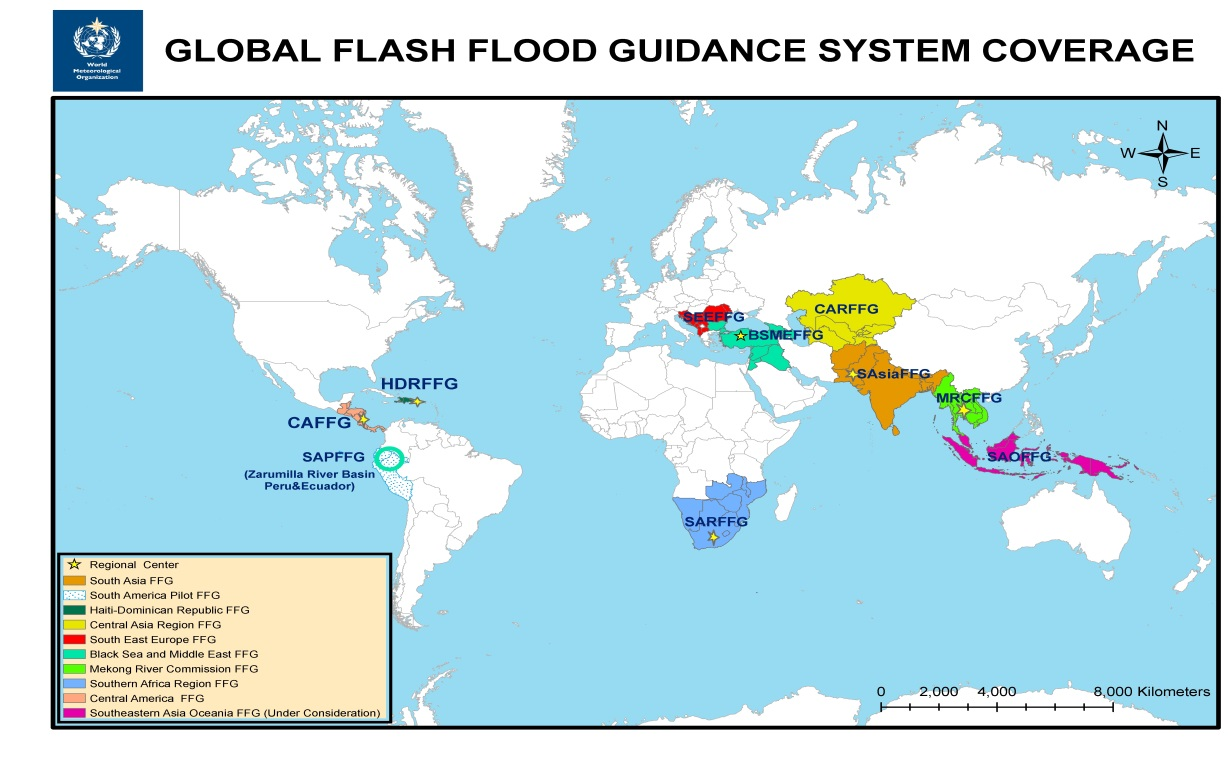 World
Meteorological
Organization
GLOBAL FLASH FLOOD GUIDANCE SYSTEM COVERAGE
N
W E
S
CARFFG
SEEFFG
BSMEFFG
SAsiaFFG
HDRFFG
MRCFFG
CAFFG
SAPFFG
(Zarumilla River Basin
Peru&Ecuador)
SAOFFG
SARFFG
Regional Center
South Asia FFG
South America Pilot FFG
Haiti-Dominican Republic FFG
Central Asia Region FFG
South East Europe FFG
Black Sea and Middle East FFG
Mekong River Commission FFG
Southern Africa Region FFG
Central America FFG
Southeastern Asia Oceania FFG (Under Consideration)
0 2,000 4,000 8,000 Kilometers